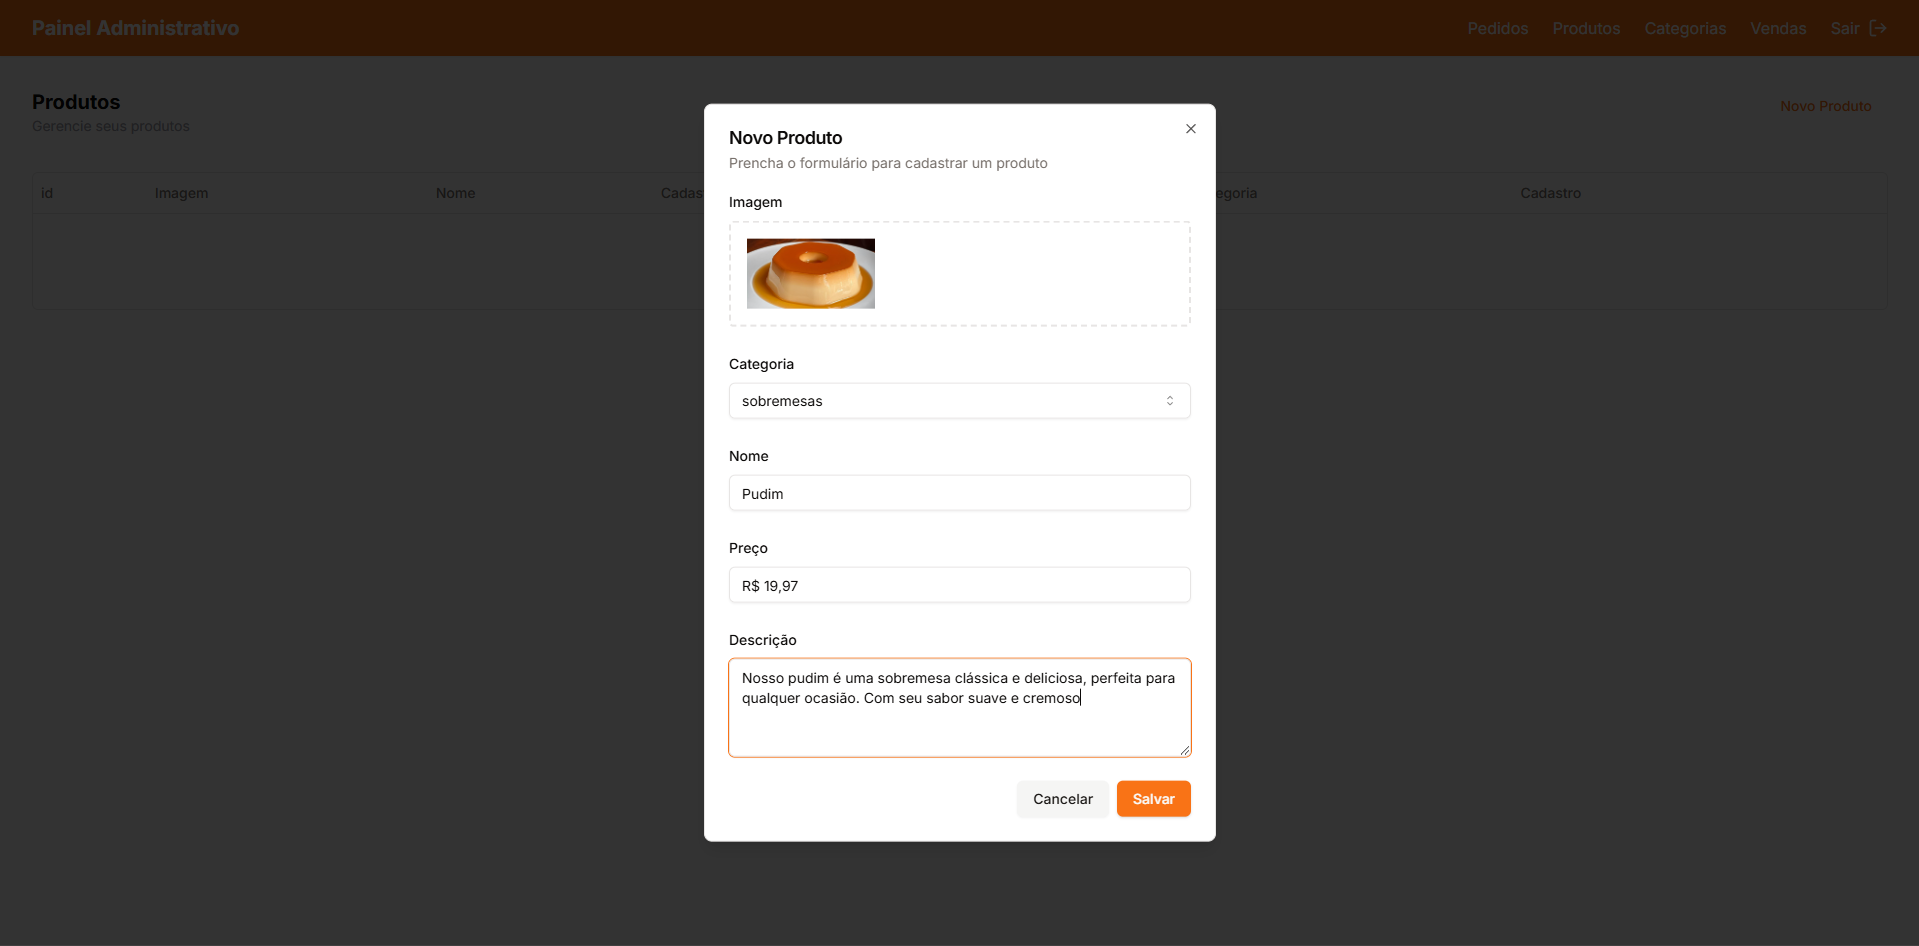 Painel Administrativo
Pedidos Produtos Categorias Vendas Sair
Produtos
Gerencie seus produtos
Novo Produto
id Imagem Nome Cadas egoria Cadastro
Novo Produto
Prencha o formulário para cadastrar um produto
Imagem
Categoria
sobremesas
Nome
Pudim
Preço
R$ 19,97
Descrição
Nosso pudim é uma sobremesa clássica e deliciosa, perfeita para
qualquer ocasião. Com seu sabor suave e cremoso
Cancelar Salvar